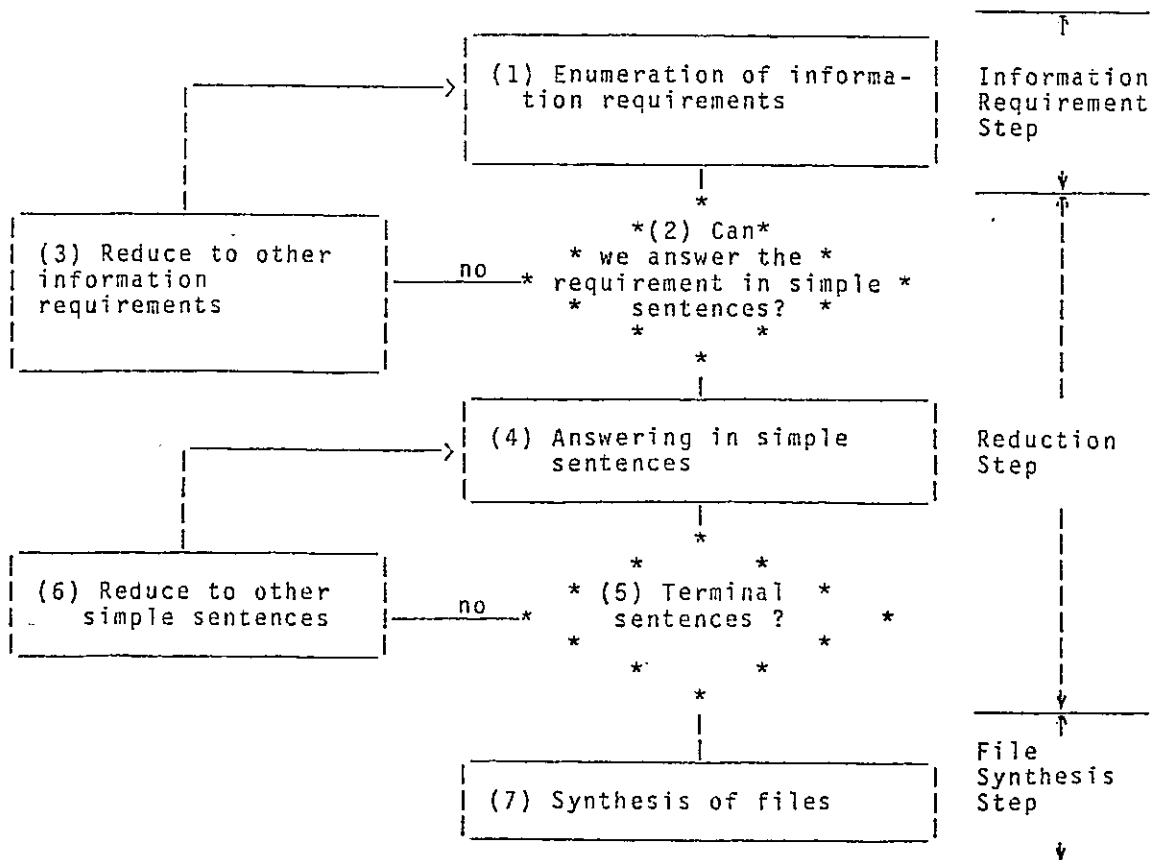 (1) Enumeration of informa-
tion requirements
Information
Requirement
Step
(3) Reduce to other
information
requirements
no
(2) Can
we answer the
requirement in simple
sentences?
(4) Answering in simple
sentences
Reduction
Step
(6) Reduce to other
simple sentences
no
(5) Terminal
sentences ?
(7) Synthesis of files
File
Synthesis
Step